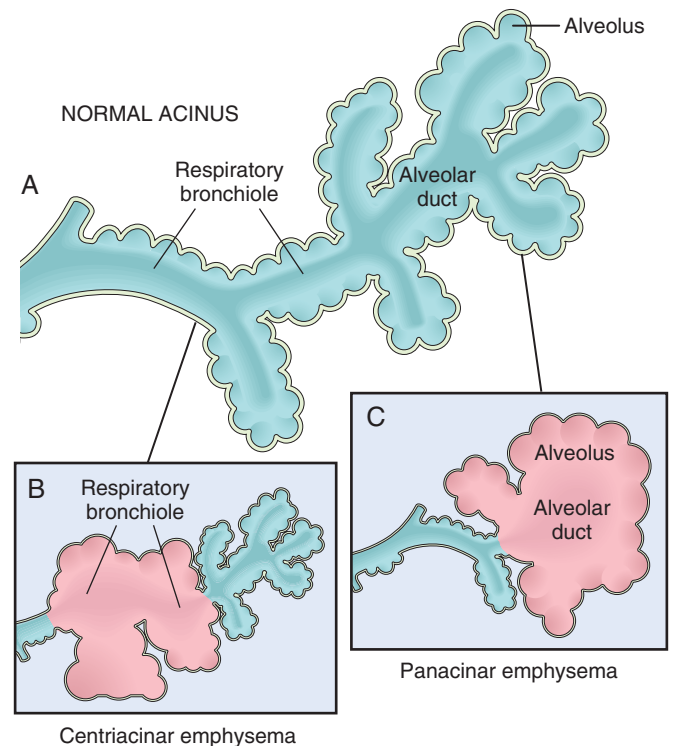 Alveolus
NORMAL ACINUS
A
Respiratory
bronchiole
Alveolar
duct
B
Respiratory
bronchiole
Centriacinar emphysema
C
Alveolus
Alveolar
duct
Panacinar emphysema